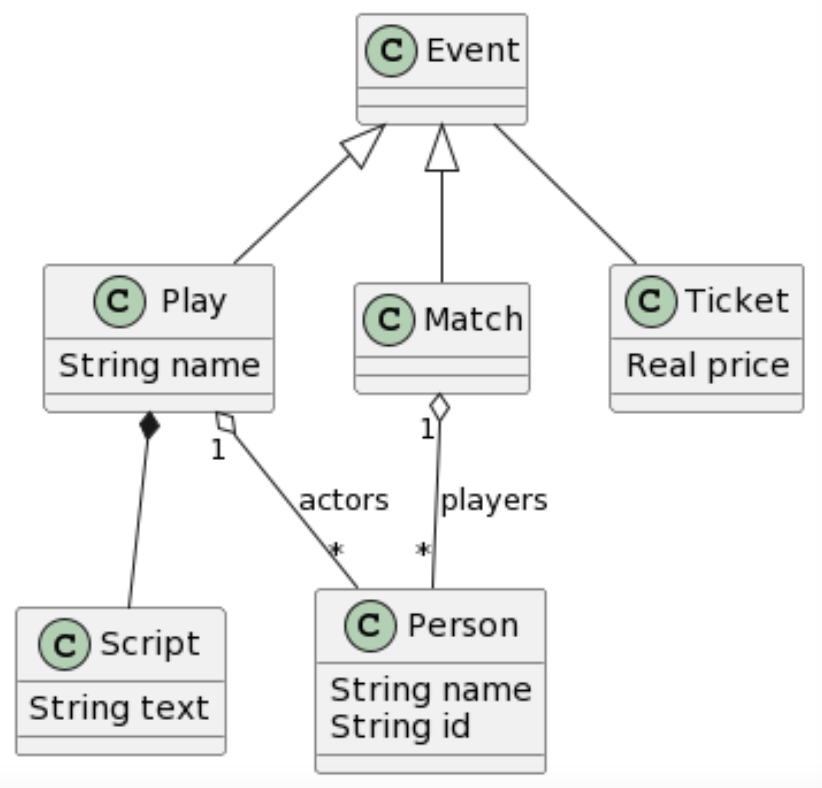 C Event
C Play
String name
C Match
C Ticket
Real price
1
1
actors
players
*
*
C Script
String text
C Person
String name
String id